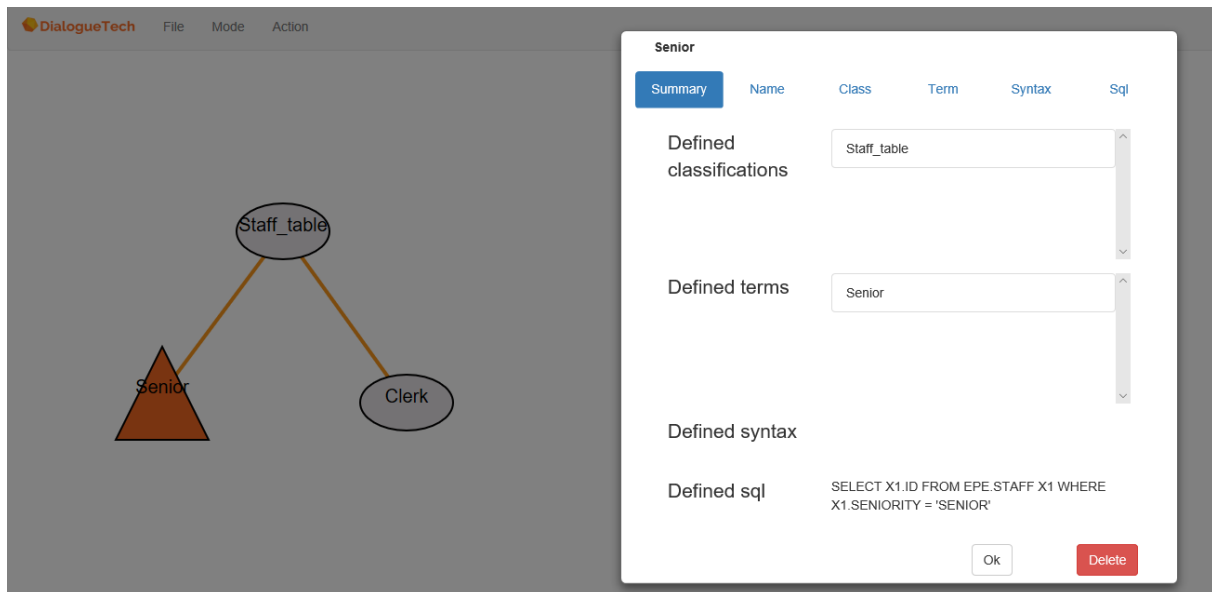 DialogueTech File Mode Action
Staff_table
Senior
Clerk
Senior
Summary Name Class Term Syntax Sql
Defined
classifications
Staff_table
Defined terms
Senior
Defined syntax
Defined sql
SELECT X1.ID FROM EPE.STAFF X1 WHERE
X1.SENIORITY = 'SENIOR'
Ok Delete